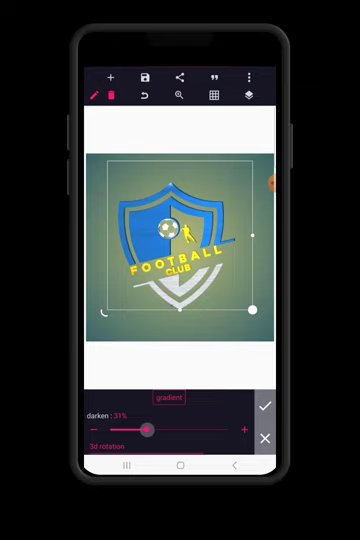 FOOTBALL
CLUB
gradient
darken : 31%
3d rotation